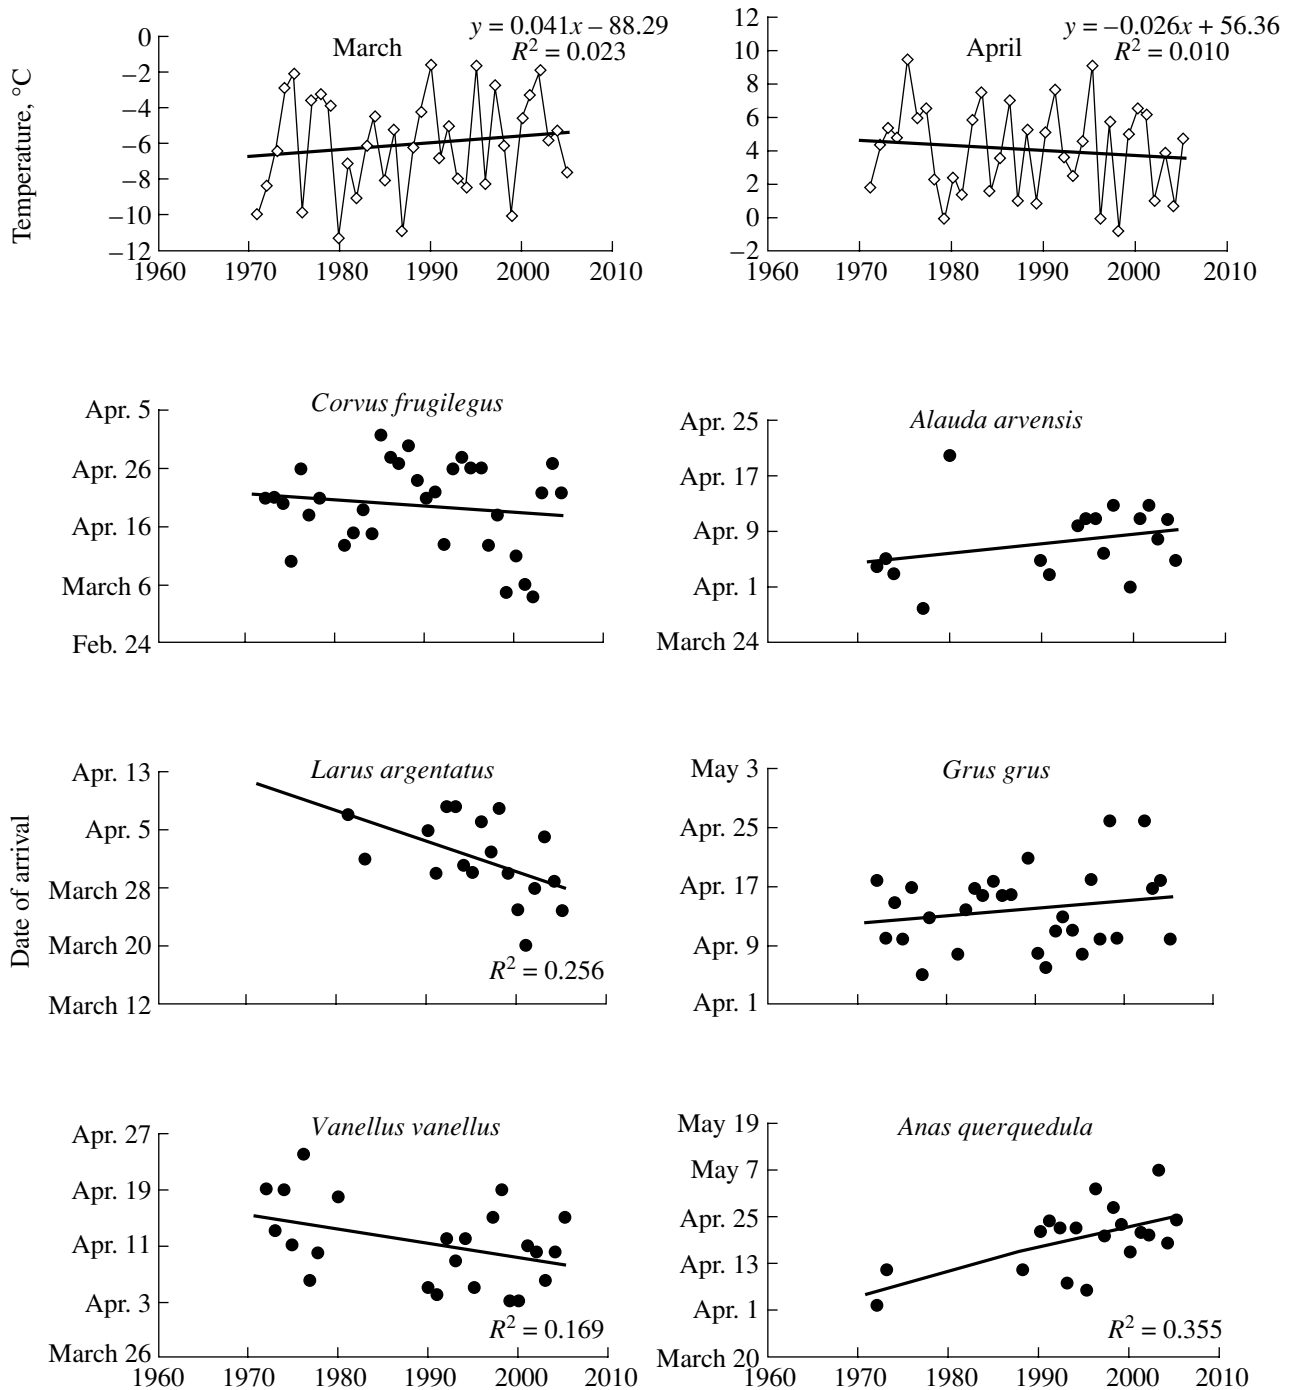 Temperature, °C
March
y = 0.041x – 88.29
R² = 0.023
0
−2
−4
−6
−8
−10
−12
1960 1970 1980 1990 2000 2010
April
y = −0.026x + 56.36
R² = 0.010
12
10
8
6
4
2
0
−2
1960 1970 1980 1990 2000 2010
Date of arrival
Corvus frugilegus
Apr. 5
Apr. 26
Apr. 16
March 6
Feb. 24
Alauda arvensis
Apr. 25
Apr. 17
Apr. 9
Apr. 1
March 24
Larus argentatus
Apr. 13
Apr. 5
March 28
March 20
March 12
R² = 0.256
Grus grus
May 3
Apr. 25
Apr. 17
Apr. 9
Apr. 1
Vanellus vanellus
Apr. 27
Apr. 19
Apr. 11
Apr. 3
March 26
R² = 0.169
1960 1970 1980 1990 2000 2010
Anas querquedula
May 19
May 7
Apr. 25
Apr. 13
Apr. 1
March 20
R² = 0.355
1960 1970 1980 1990 2000 2010